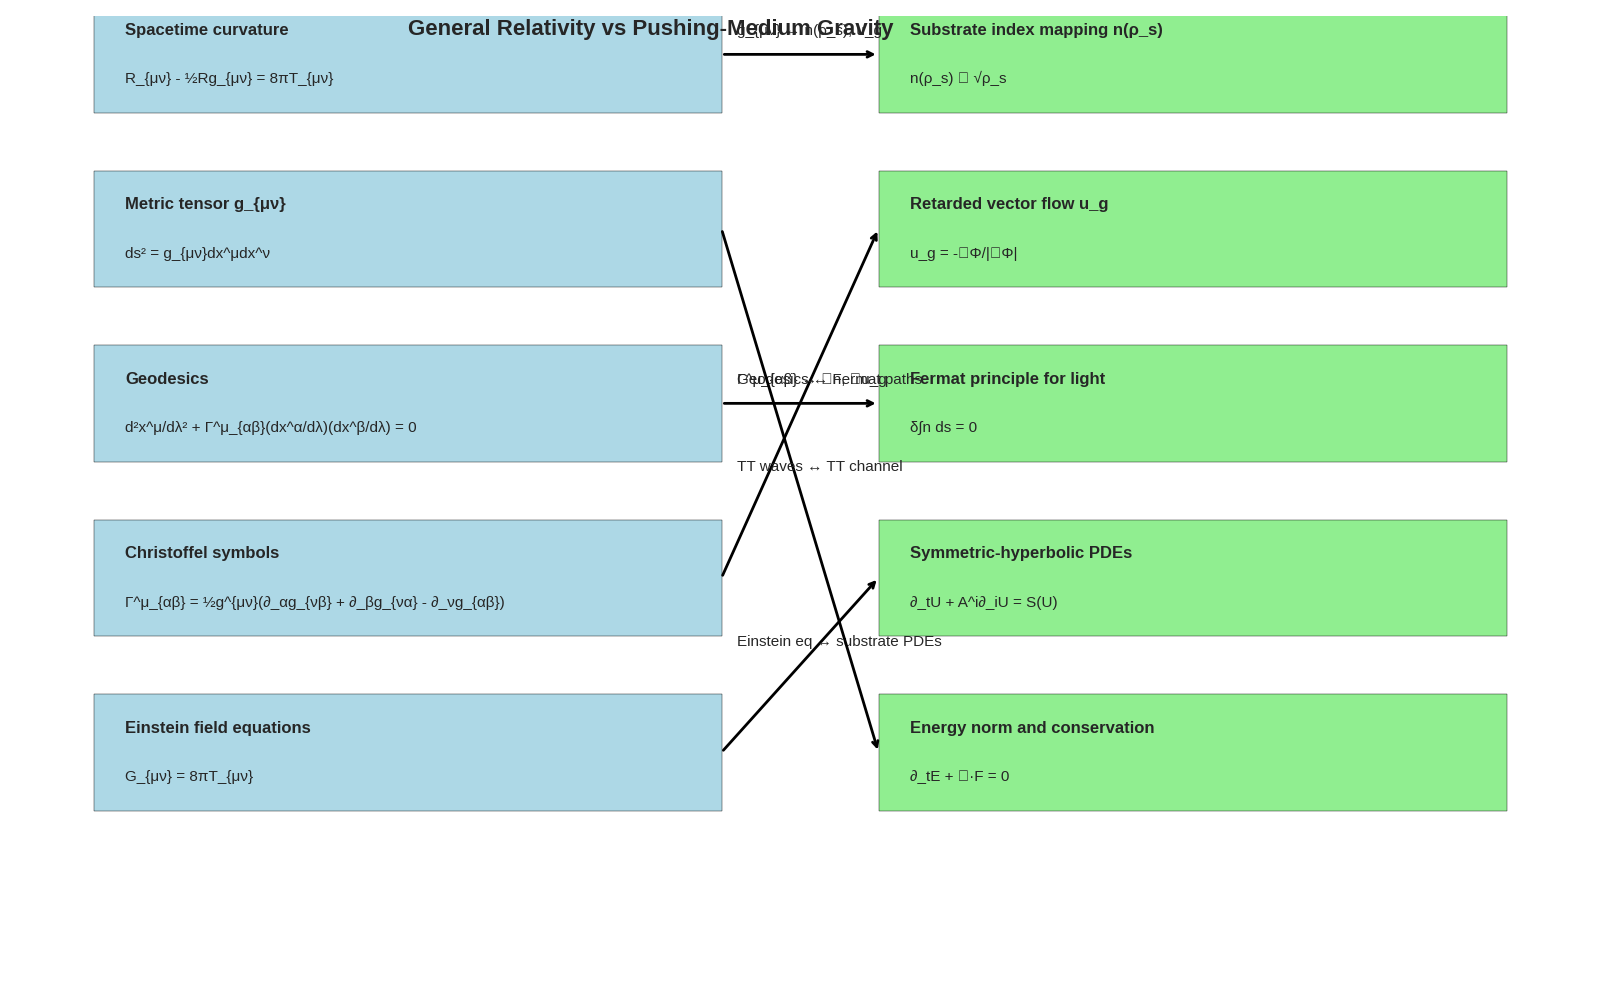 General Relativity vs Pushing-Medium Gravity
Spacetime curvature
R_{μν} - ½Rg_{μν} = 8πT_{μν}
Substrate index mapping n(ρ_s)
n(ρ_s) □ √ρ_s
Metric tensor g_{μν}
ds² = g_{μν}dx^μdx^ν
Retarded vector flow u_g
u_g = -□Φ/|□Φ|
Geodesics
d²x^μ/dλ² + Γ^μ_{αβ}(dx^α/dλ)(dx^β/dλ) = 0
Geodesics ↔ Fermat paths
Fermat principle for light
δ∫n ds = 0
TT waves ↔ TT channel
Christoffel symbols
Γ^μ_{αβ} = ½g^{μν}(∂_αg_{νβ} + ∂_βg_{να} - ∂_νg_{αβ})
Symmetric-hyperbolic PDEs
∂_tU + A^i∂_iU = S(U)
Einstein eq ↔ substrate PDEs
Einstein field equations
G_{μν} = 8πT_{μν}
Energy norm and conservation
∂_tE + □·F = 0